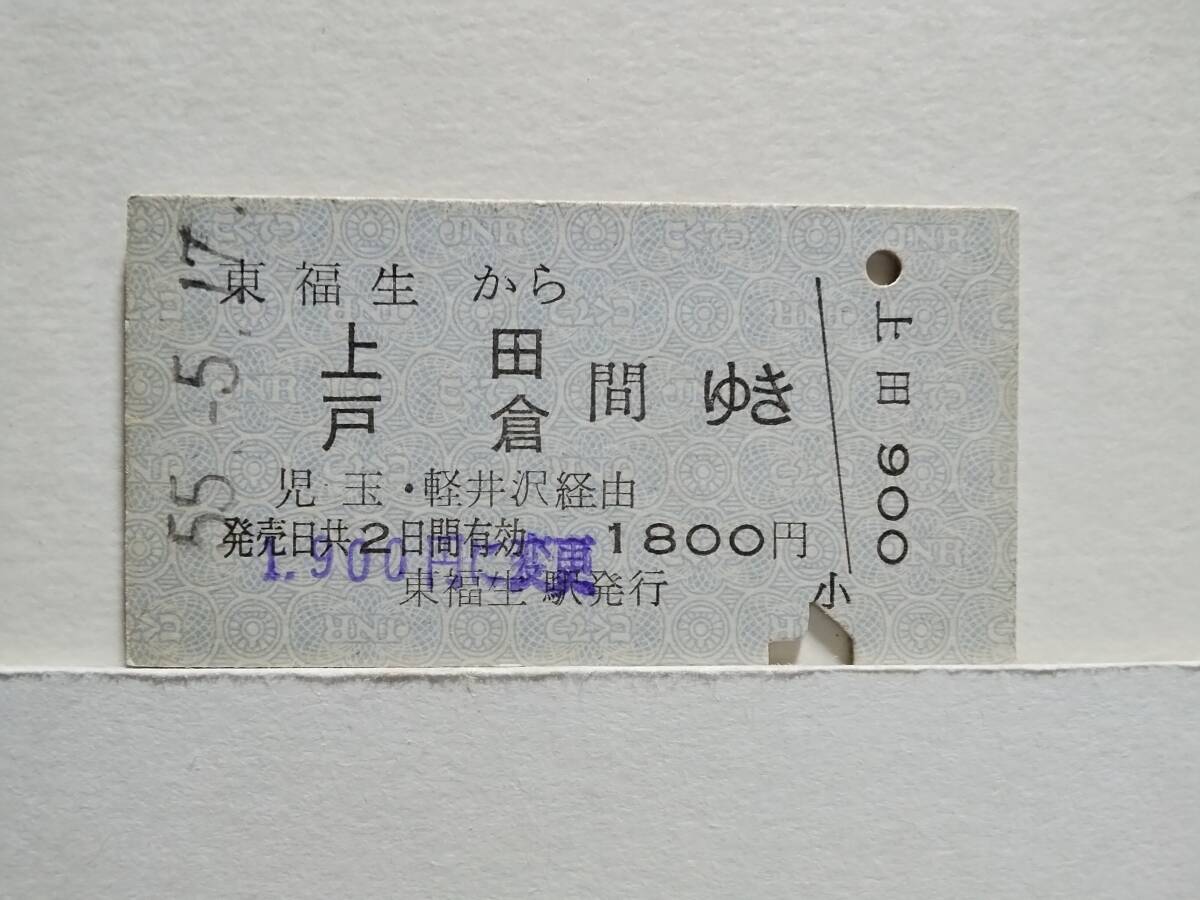 55.-5.17.
東福生から
上田
戸倉
間ゆき
児玉・軽井沢経由
発売日共2日間有効 1800円
1,900円に変更
東福生駅発行
小
上田 900